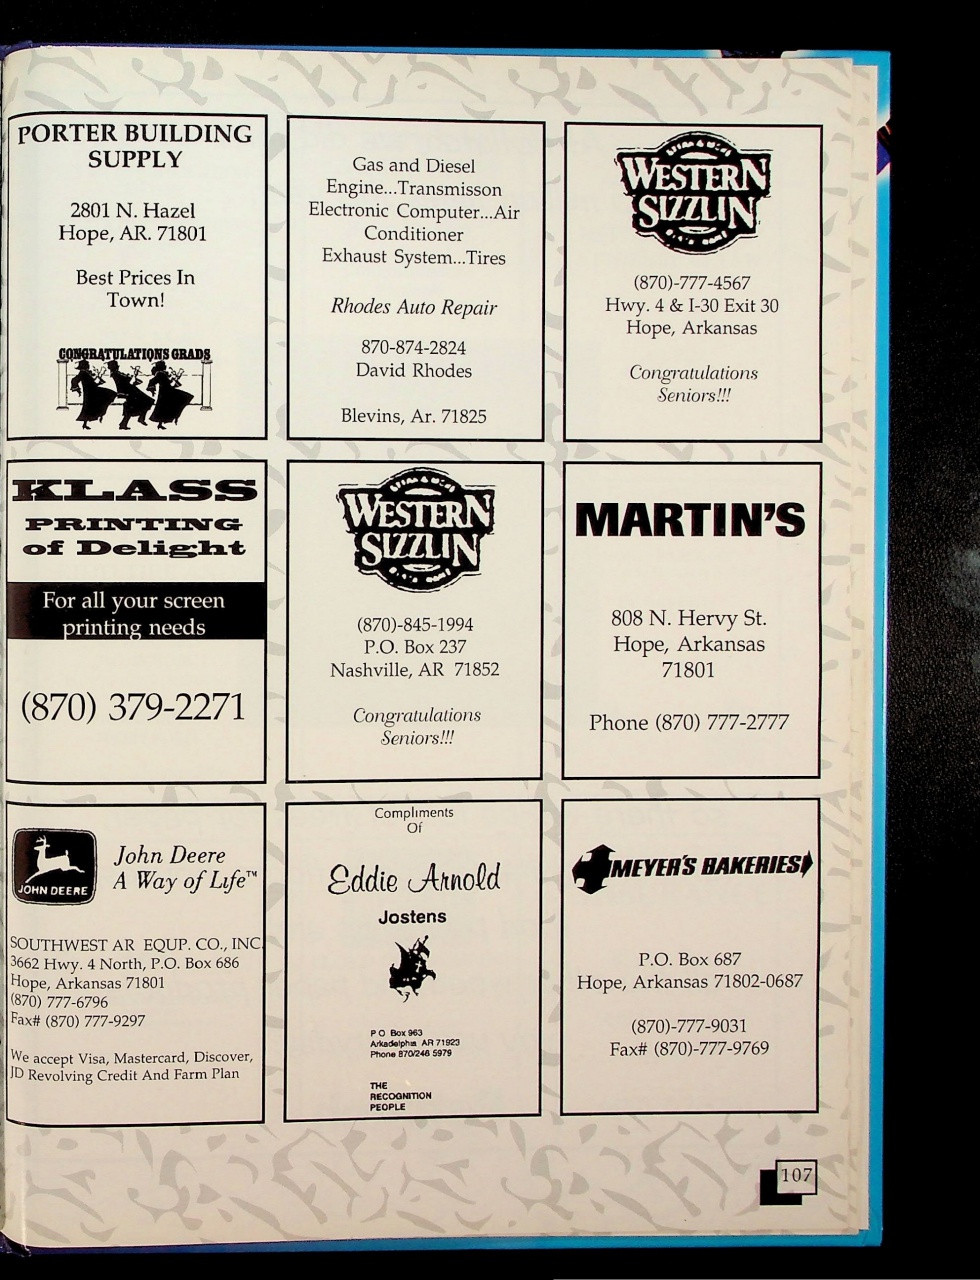 PORTER BUILDING
SUPPLY
2801 N. Hazel
Hope, AR. 71801
Best Prices In
Town!
CONGRATULATIONS GRADS
Gas and Diesel
Engine...Transmisson
Electronic Computer...Air
Conditioner
Exhaust System...Tires
Rhodes Auto Repair
870-874-2824
David Rhodes
Blevins, Ar. 71825
WESTERN
SIZZLIN
(870)-777-4567
Hwy. 4 & I-30 Exit 30
Hope, Arkansas
Congratulations
Seniors!!!
KLASS
PRINTING
of Delight
For all your screen
printing needs
(870) 379-2271
WESTERN
SIZZLIN
(870)-845-1994
P.O. Box 237
Nashville, AR 71852
Congratulations
Seniors!!!
MARTIN'S
808 N. Hervy St.
Hope, Arkansas
71801
Phone (870) 777-2777
JOHN DEERE
John Deere
A Way of Life™
SOUTHWEST AR EQUP. CO., INC.
3662 Hwy. 4 North, P.O. Box 686
Hope, Arkansas 71801
(870) 777-6796
Fax# (870) 777-9297
We accept Visa, Mastercard, Discover,
JD Revolving Credit And Farm Plan
Compliments
Of
Eddie Arnold
Jostens
P O Box 963
Arkadelphia AR 71923
Phone 870/246 5979
THE
RECOGNITION
PEOPLE
MEYER'S BAKERIES
P.O. Box 687
Hope, Arkansas 71802-0687
(870)-777-9031
Fax# (870)-777-9769
107